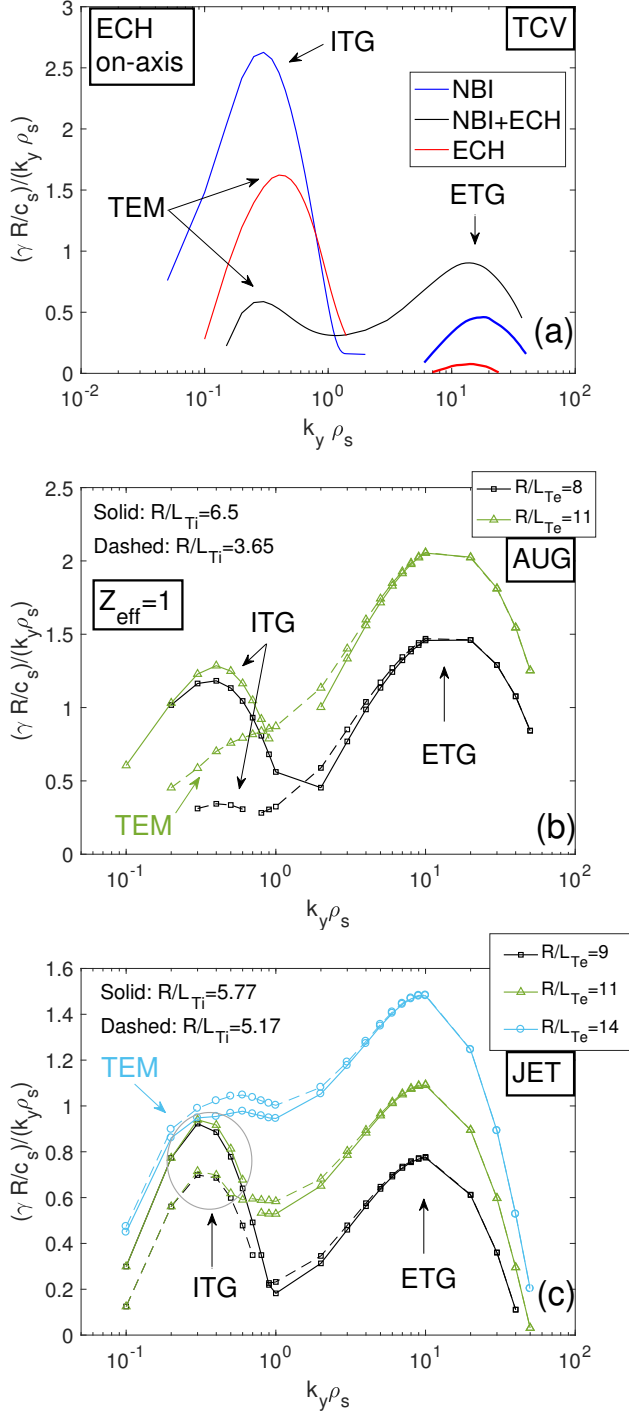 ECH
on-axis
ITG
TCV
NBI
NBI+ECH
ECH
TEM
ETG
(a)
3
2.5
2
1.5
1
0.5
0
10^-2
10^-1
10^0
10^1
10^2
(γ R/c_s)/(k_y ρ_s)
k_y ρ_s
Solid: R/L_Ti=6.5
Dashed: R/L_Ti=3.65
R/L_Te=8
R/L_Te=11
AUG
Z_eff=1
ITG
TEM
ETG
(b)
2.5
2
1.5
1
0.5
0
10^-1
10^0
10^1
10^2
(γ R/c_s)/(k_yρ_s)
k_yρ_s
R/L_Te=9
R/L_Te=11
R/L_Te=14
Solid: R/L_Ti=5.77
Dashed: R/L_Ti=5.17
JET
TEM
ITG
ETG
(c)
1.6
1.4
1.2
1
0.8
0.6
0.4
0.2
0
10^-1
10^0
10^1
10^2
(γ R/c_s)/(k_yρ_s)
k_yρ_s